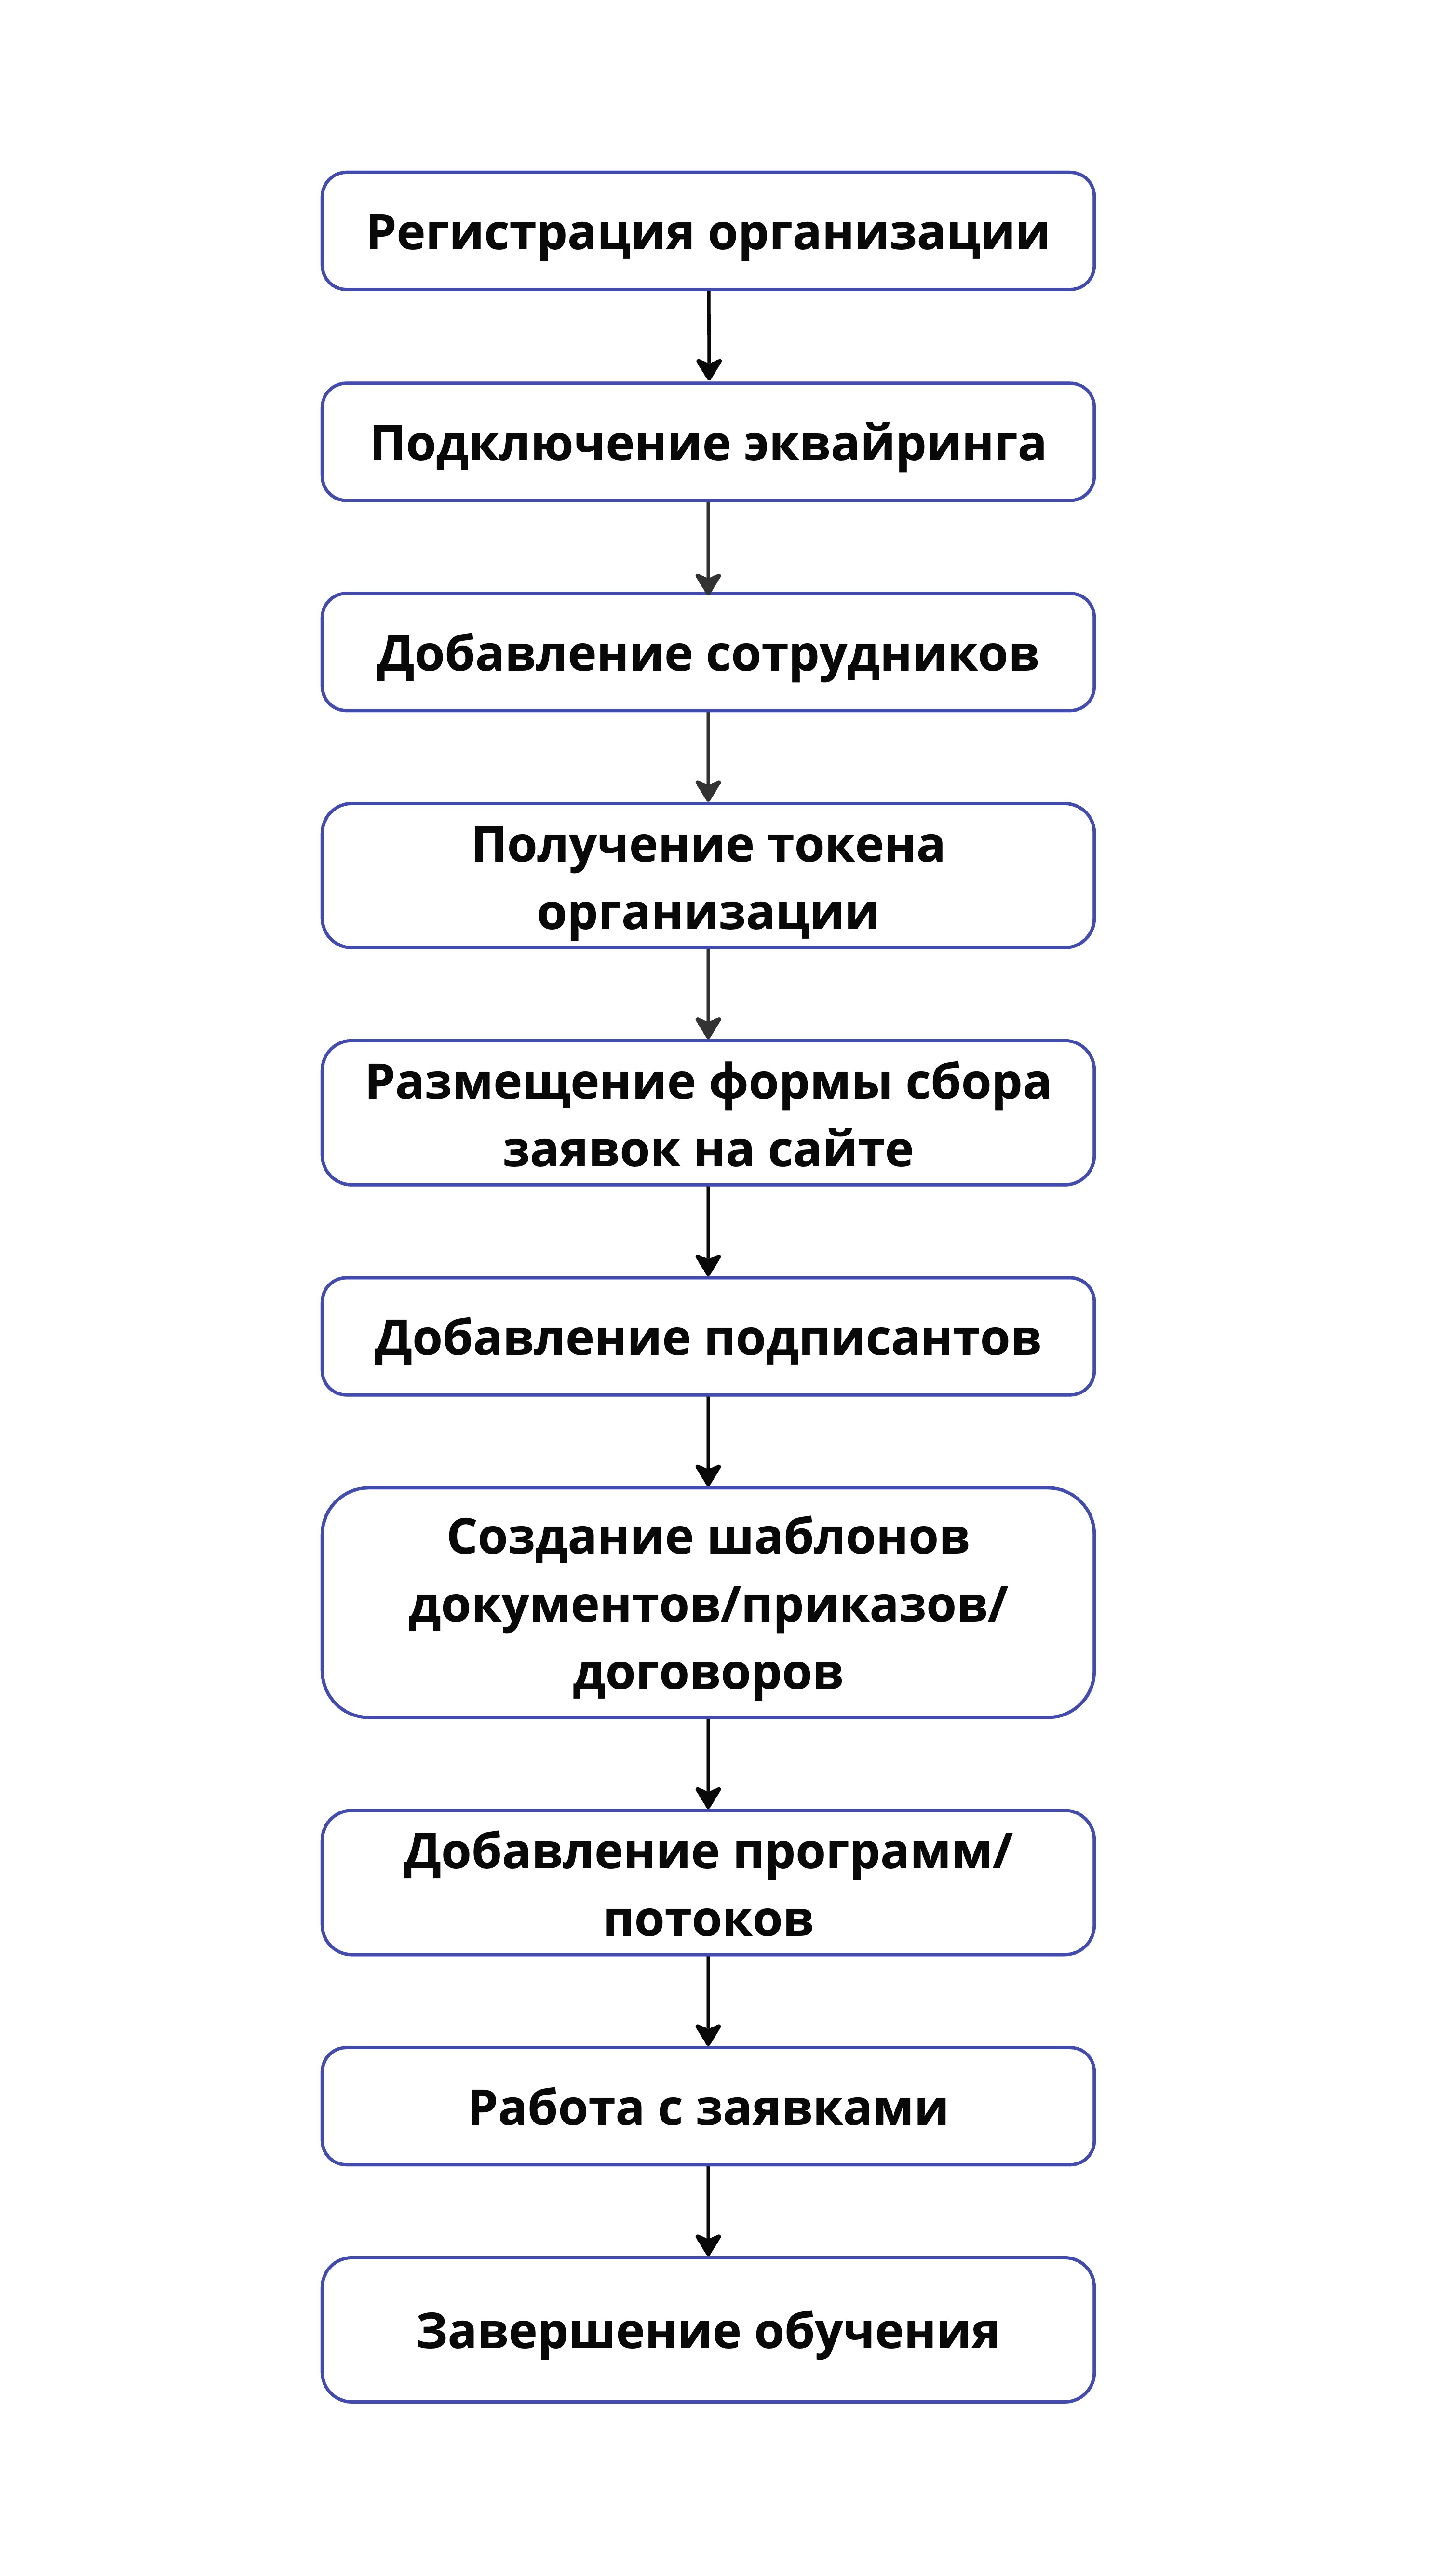 Регистрация организации
Подключение эквайринга
Добавление сотрудников
Получение токена
организации
Размещение формы сбора
заявок на сайте
Добавление подписантов
Создание шаблонов
документов/приказов/
договоров
Добавление программ/
потоков
Работа с заявками
Завершение обучения